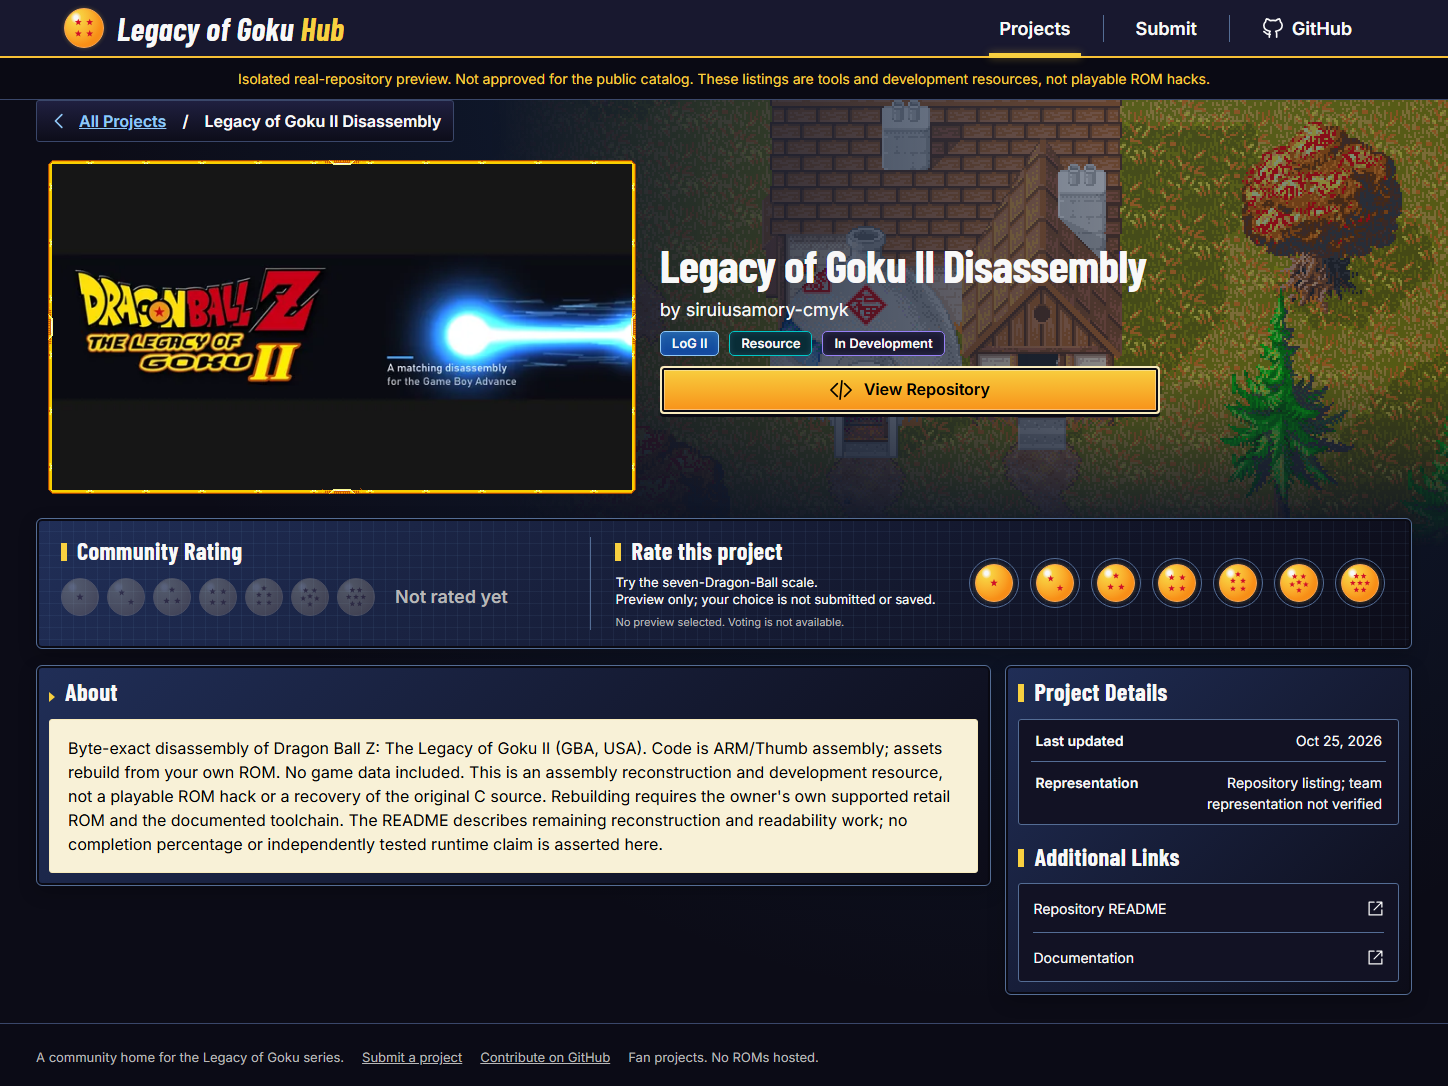 Legacy of Goku Hub
Projects
Submit
GitHub
Isolated real-repository preview. Not approved for the public catalog. These listings are tools and development resources, not playable ROM hacks.
All Projects / Legacy of Goku II Disassembly
DRAGON BALL Z
THE LEGACY OF
GOKU II
A matching disassembly
for the Game Boy Advance
Legacy of Goku II Disassembly
by siruiusamory-cmyk
LoG II
Resource
In Development
View Repository
Community Rating
Not rated yet
Rate this project
Try the seven-Dragon-Ball scale.
Preview only; your choice is not submitted or saved.
No preview selected. Voting is not available.
About
Byte-exact disassembly of Dragon Ball Z: The Legacy of Goku II (GBA, USA). Code is ARM/Thumb assembly; assets
rebuild from your own ROM. No game data included. This is an assembly reconstruction and development resource,
not a playable ROM hack or a recovery of the original C source. Rebuilding requires the owner's own supported retail
ROM and the documented toolchain. The README describes remaining reconstruction and readability work; no
completion percentage or independently tested runtime claim is asserted here.
Project Details
Last updated Oct 25, 2026
Representation Repository listing; team
representation not verified
Additional Links
Repository README
Documentation
A community home for the Legacy of Goku series. Submit a project Contribute on GitHub Fan projects. No ROMs hosted.